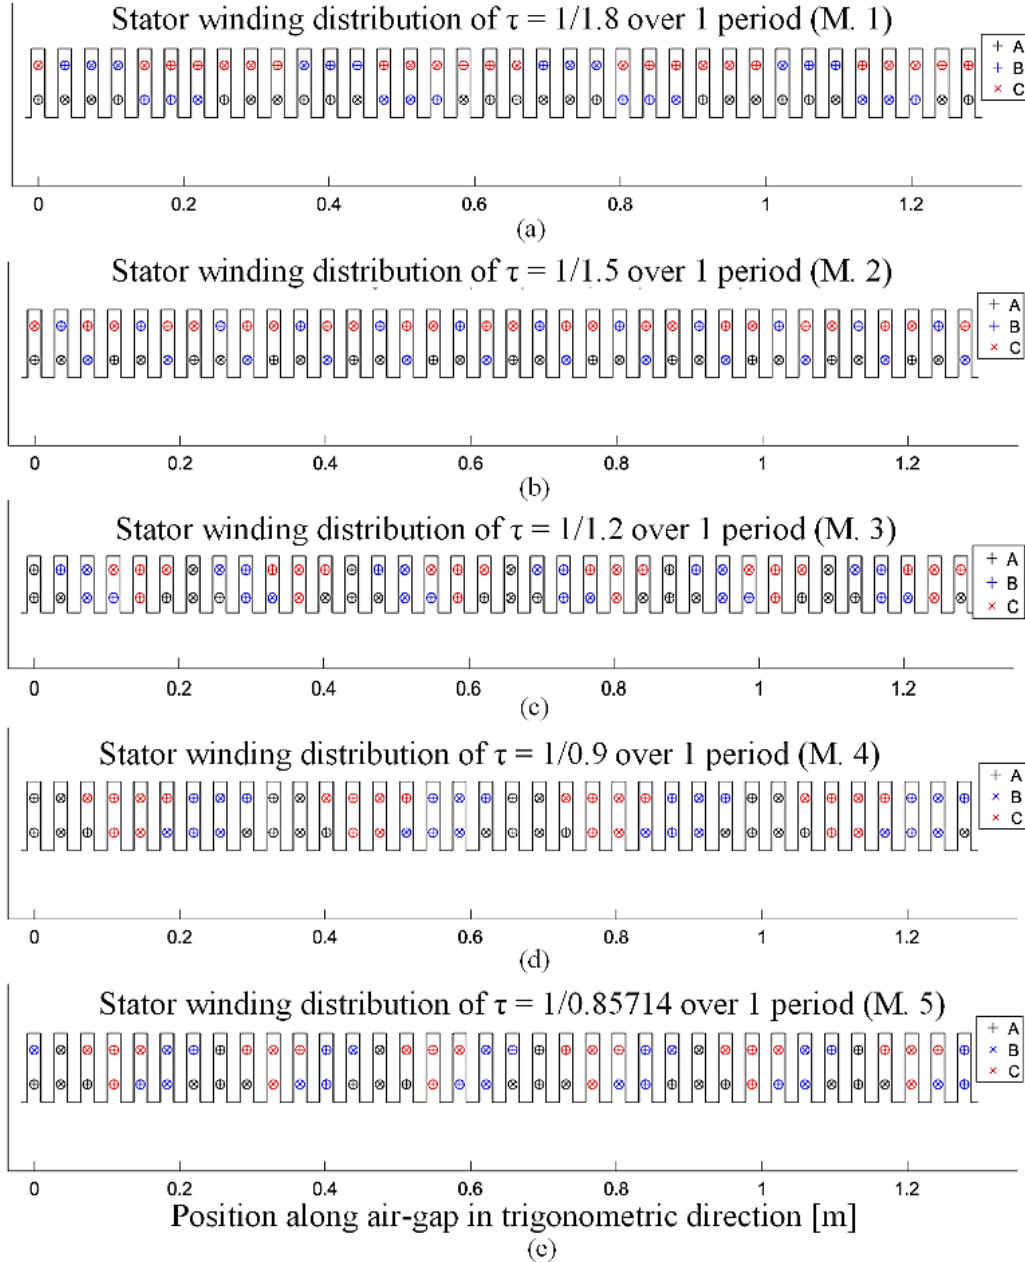 Stator winding distribution of τ = 1/1.8 over 1 period (M. 1)
A
B
C
0 0.2 0.4 0.6 0.8 1 1.2
(a)
Stator winding distribution of τ = 1/1.5 over 1 period (M. 2)
A
B
C
0 0.2 0.4 0.6 0.8 1 1.2
(b)
Stator winding distribution of τ = 1/1.2 over 1 period (M. 3)
A
B
C
0 0.2 0.4 0.6 0.8 1 1.2
(c)
Stator winding distribution of τ = 1/0.9 over 1 period (M. 4)
A
B
C
0 0.2 0.4 0.6 0.8 1 1.2
(d)
Stator winding distribution of τ = 1/0.85714 over 1 period (M. 5)
A
B
C
0 0.2 0.4 0.6 0.8 1 1.2
Position along air-gap in trigonometric direction [m]
(e)